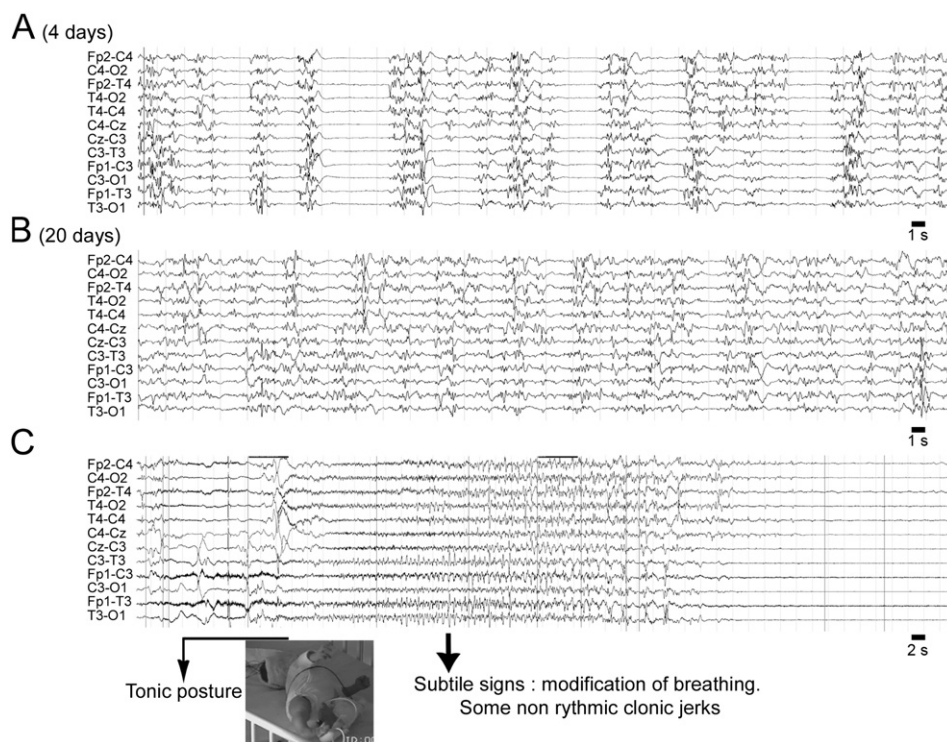 A (4 days)
Fp2-C4
C4-O2
Fp2-T4
T4-O2
T4-C4
C4-Cz
Cz-C3
C3-T3
Fp1-C3
C3-O1
Fp1-T3
T3-O1
1 s
B (20 days)
Fp2-C4
C4-O2
Fp2-T4
T4-O2
T4-C4
C4-Cz
Cz-C3
C3-T3
Fp1-C3
C3-O1
Fp1-T3
T3-O1
1 s
C
Fp2-C4
C4-O2
Fp2-T4
T4-O2
T4-C4
C4-Cz
Cz-C3
C3-T3
Fp1-C3
C3-O1
Fp1-T3
T3-O1
2 s
Tonic posture
Subtile signs : modification of breathing.
Some non rythmic clonic jerks